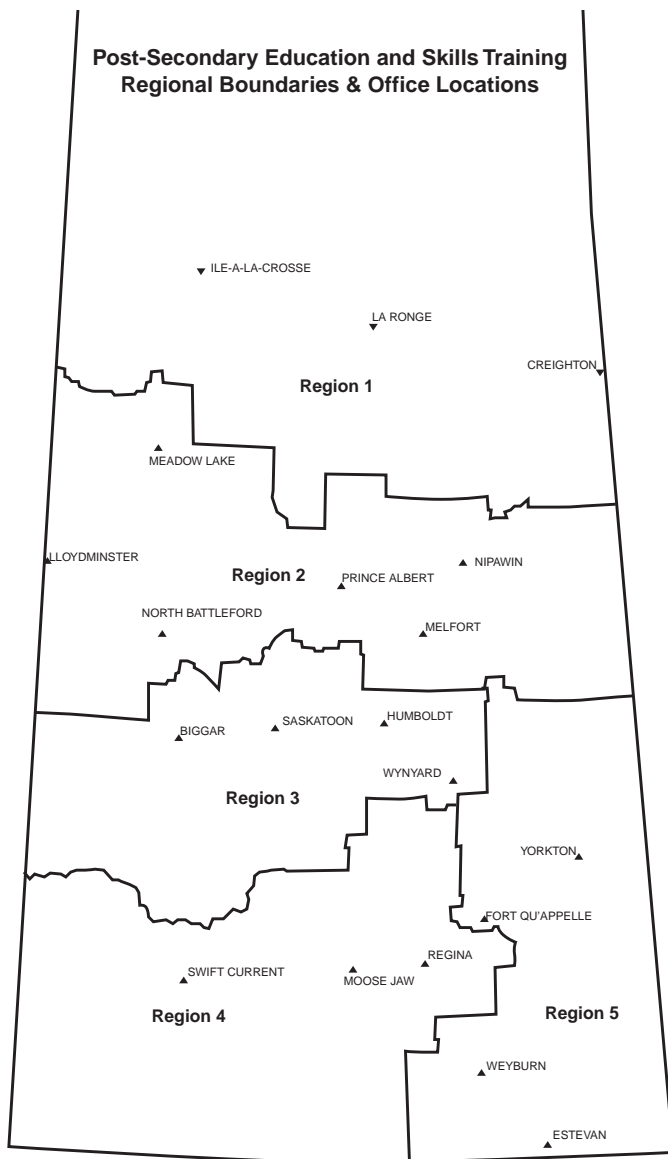 Post-Secondary Education and Skills Training
Regional Boundaries & Office Locations
ILE-A-LA-CROSSE
LA RONGE
CREIGHTON
Region 1
MEADOW LAKE
LLOYDMINSTER
NIPAWIN
Region 2
PRINCE ALBERT
NORTH BATTLEFORD
MELFORT
HUMBOLDT
SASKATOON
BIGGAR
WYNYARD
Region 3
YORKTON
FORT QU'APPELLE
REGINA
SWIFT CURRENT
MOOSE JAW
Region 4
Region 5
WEYBURN
ESTEVAN